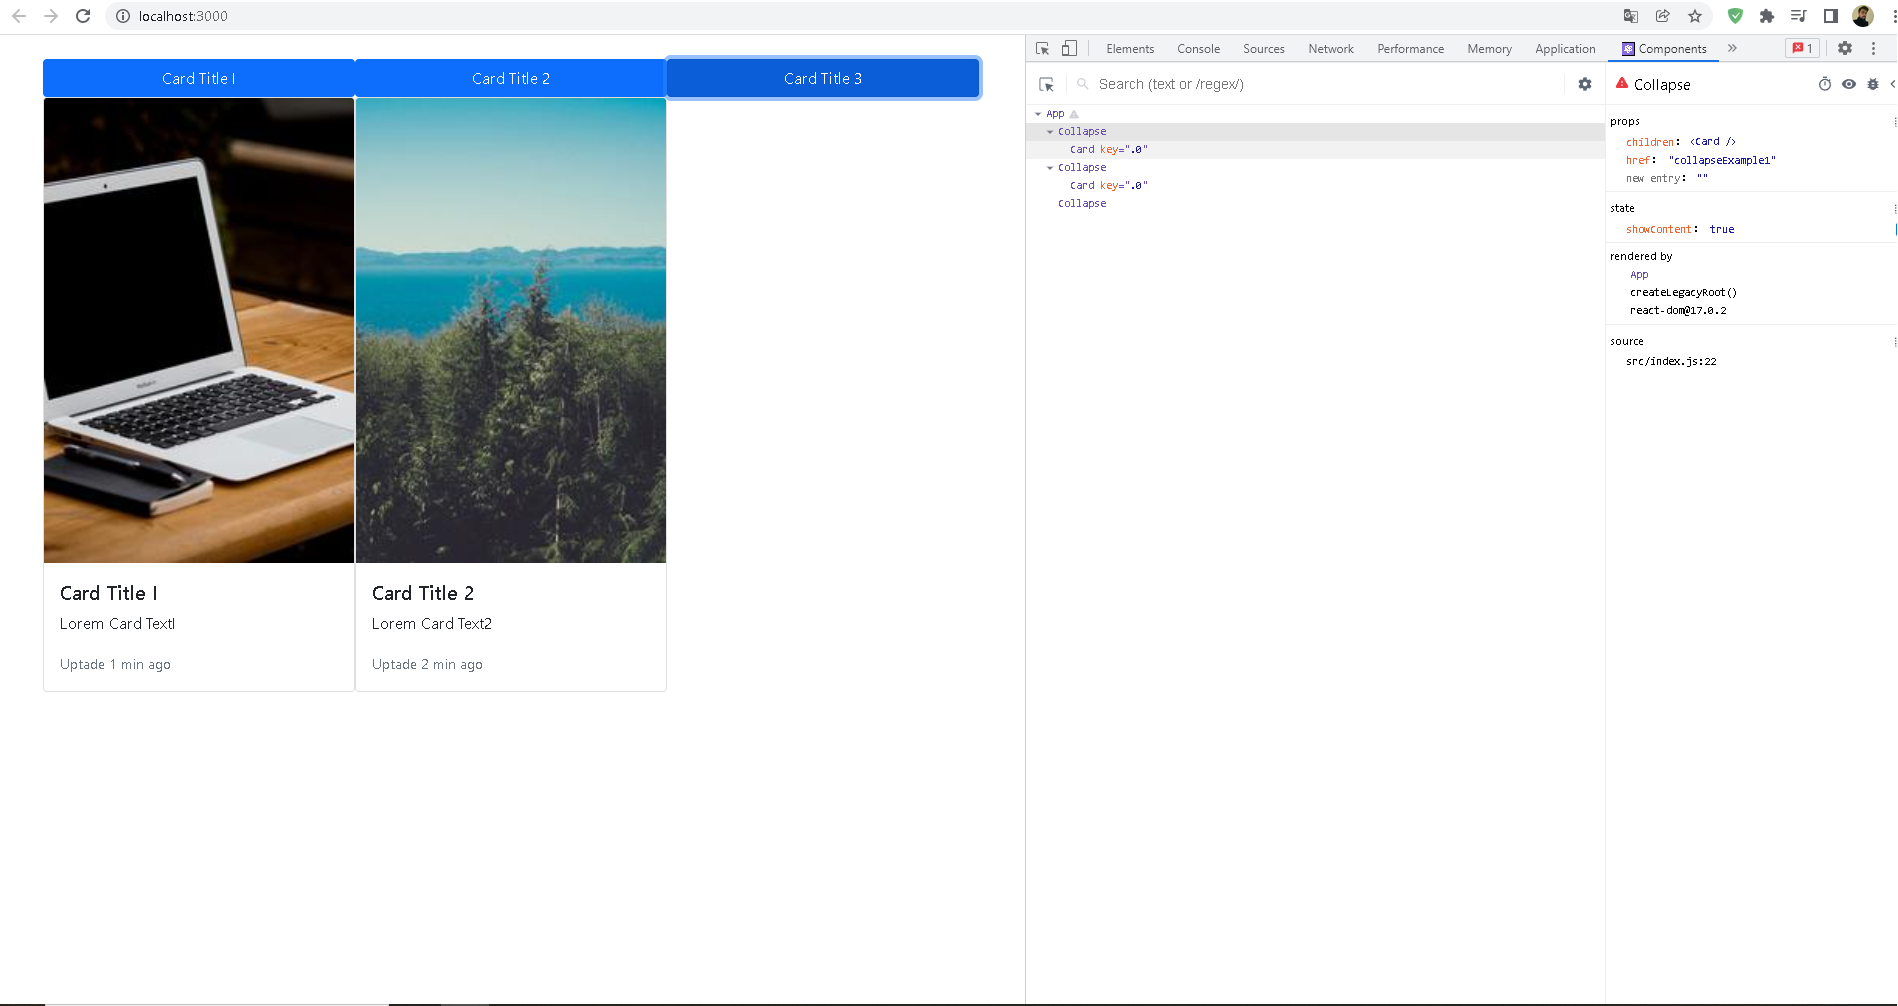 localhost:3000
Elements Console Sources Network Performance Memory Application Components » 1
Search (text or /regex/)
Collapse
Card Title 1 Card Title 2 Card Title 3
App
Collapse
Card key=".0"
Collapse
Card key=".0"
Collapse
props
children: <Card />
href: "collapseExample1"
new entry: ""
state
showContent: true
rendered by
App
createLegacyRoot()
react-dom@17.0.2
source
src/index.js:22
Card Title 1
Lorem Card Text1
Uptade 1 min ago
Card Title 2
Lorem Card Text2
Uptade 2 min ago